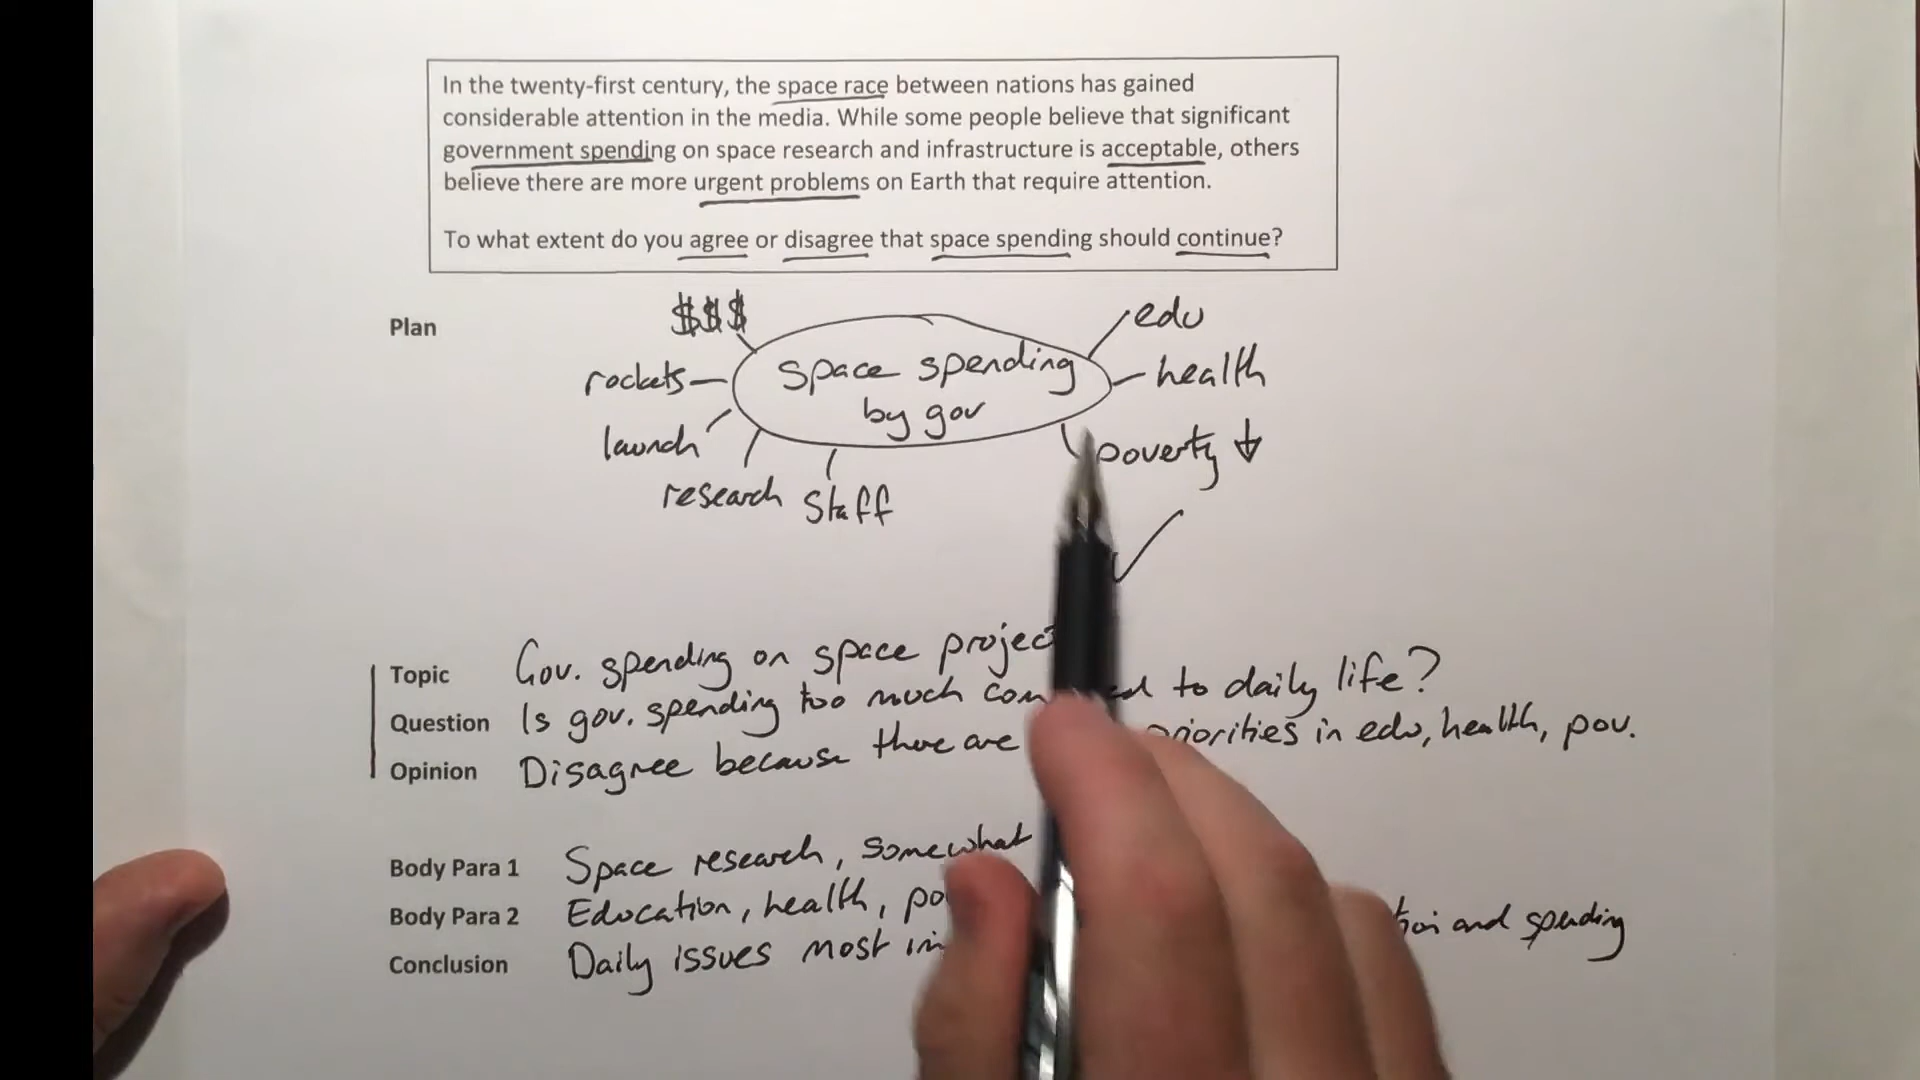 In the twenty-first century, the space race between nations has gained
considerable attention in the media. While some people believe that significant
government spending on space research and infrastructure is acceptable, others
believe there are more urgent problems on Earth that require attention.
To what extent do you agree or disagree that space spending should continue?
Plan
$$$
edu
rockets
space spending
by gov
health
launch
poverty ↓
research
staff
Topic Gov. spending on space
Question Is gov. spending too much to daily life?
Opinion Disagree because there are priorities in edu, health, pov.
Body Para 1 Space research, somewhat
Body Para 2 Education, health,
Conclusion Daily issues most and spending